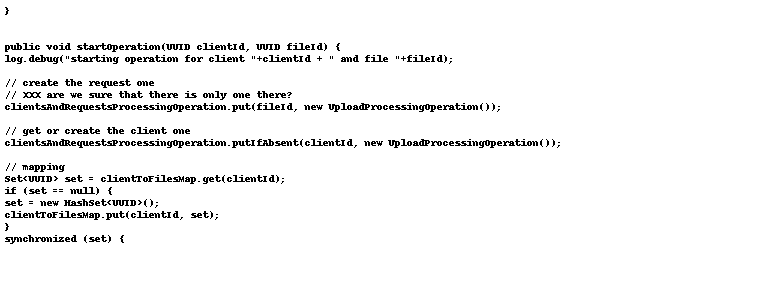 }
public void startOperation(UUID clientId, UUID fileId) {
log.debug("starting operation for client "+clientId + " and file "+fileId);
// create the request one
// XXX are we sure that there is only one there?
clientsAndRequestsProcessingOperation.put(fileId, new UploadProcessingOperation());
// get or create the client one
clientsAndRequestsProcessingOperation.putIfAbsent(clientId, new UploadProcessingOperation());
// mapping
Set<UUID> set = clientToFilesMap.get(clientId);
if (set == null) {
set = new HashSet<UUID>();
clientToFilesMap.put(clientId, set);
}
synchronized (set) {